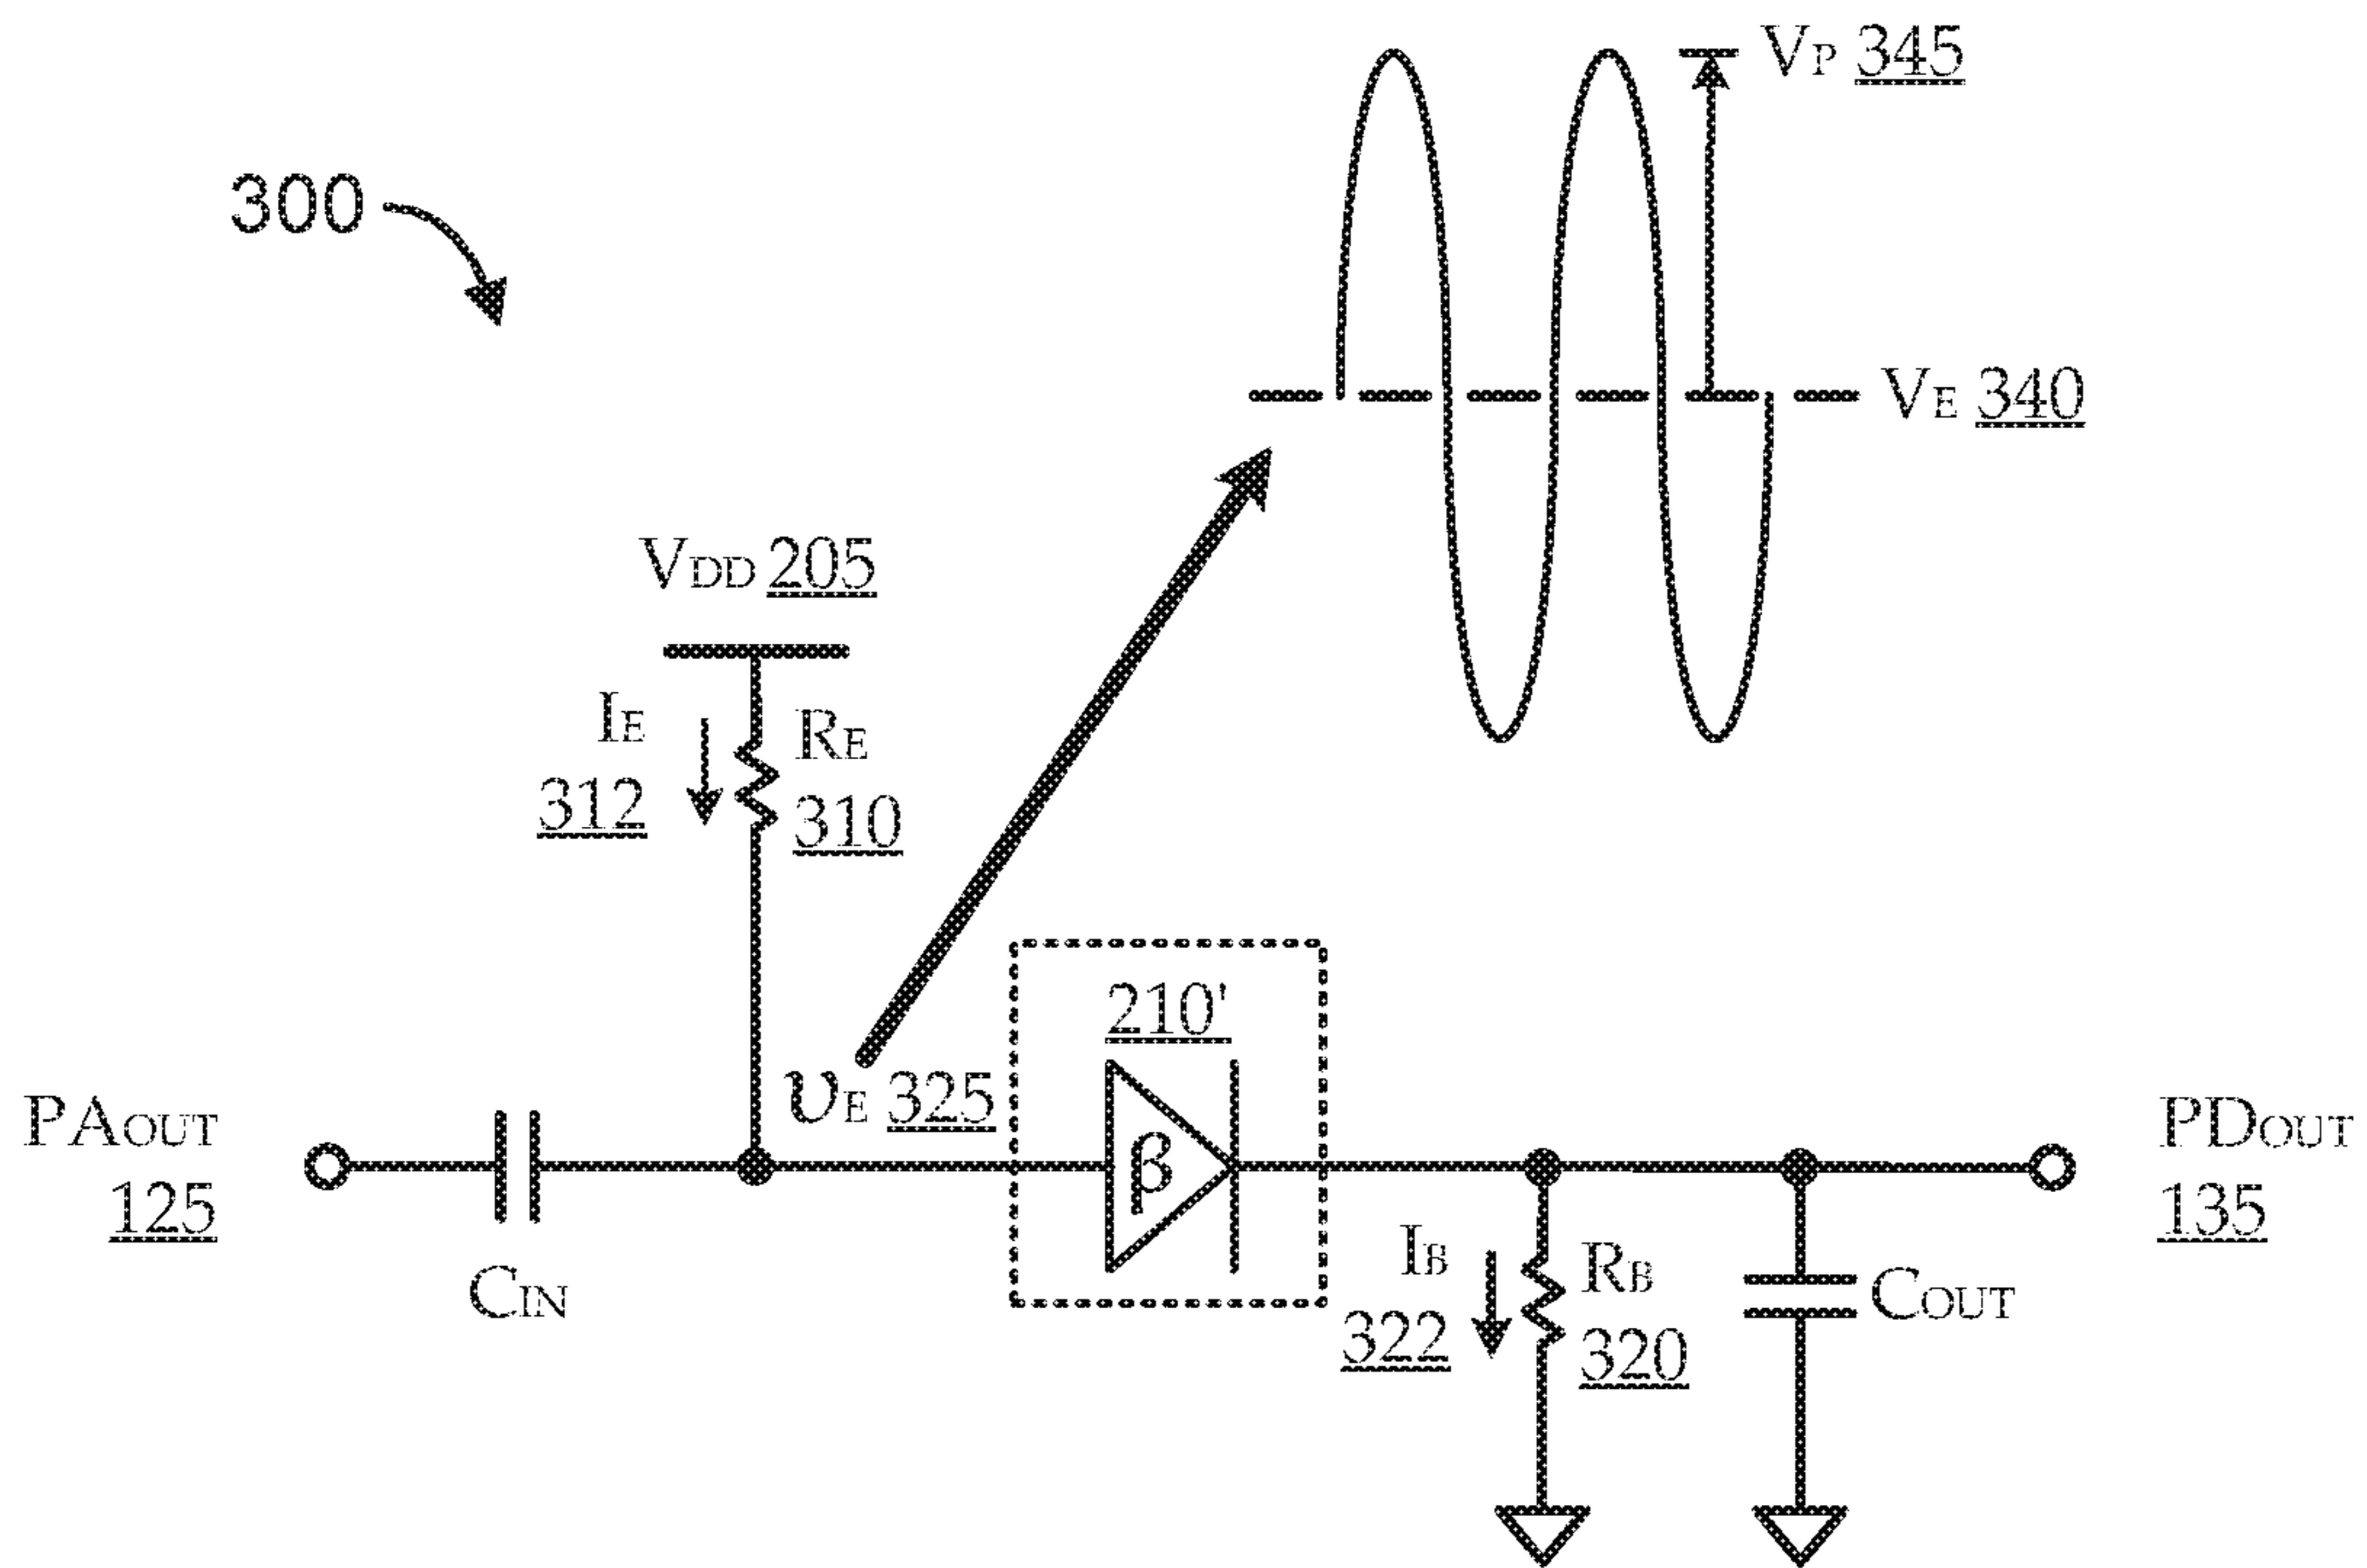 VP 345
300
VE 340
VDD 205
IE
312
RE
310
210'
υE 325
β
PAOUT
125
CIN
IB
322
RB
320
COUT
PDOUT
135